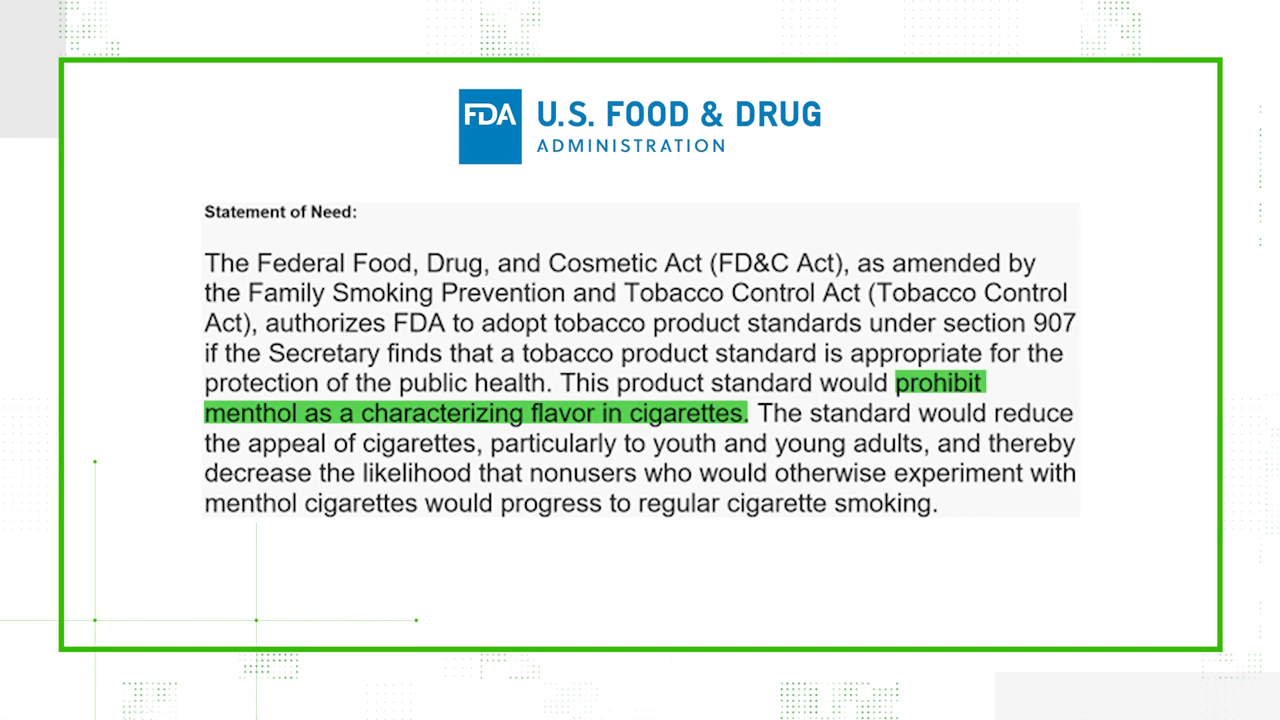 FDA U.S. FOOD & DRUG
ADMINISTRATION
Statement of Need:
The Federal Food, Drug, and Cosmetic Act (FD&C Act), as amended by
the Family Smoking Prevention and Tobacco Control Act (Tobacco Control
Act), authorizes FDA to adopt tobacco product standards under section 907
if the Secretary finds that a tobacco product standard is appropriate for the
protection of the public health. This product standard would prohibit
menthol as a characterizing flavor in cigarettes. The standard would reduce
the appeal of cigarettes, particularly to youth and young adults, and thereby
decrease the likelihood that nonusers who would otherwise experiment with
menthol cigarettes would progress to regular cigarette smoking.